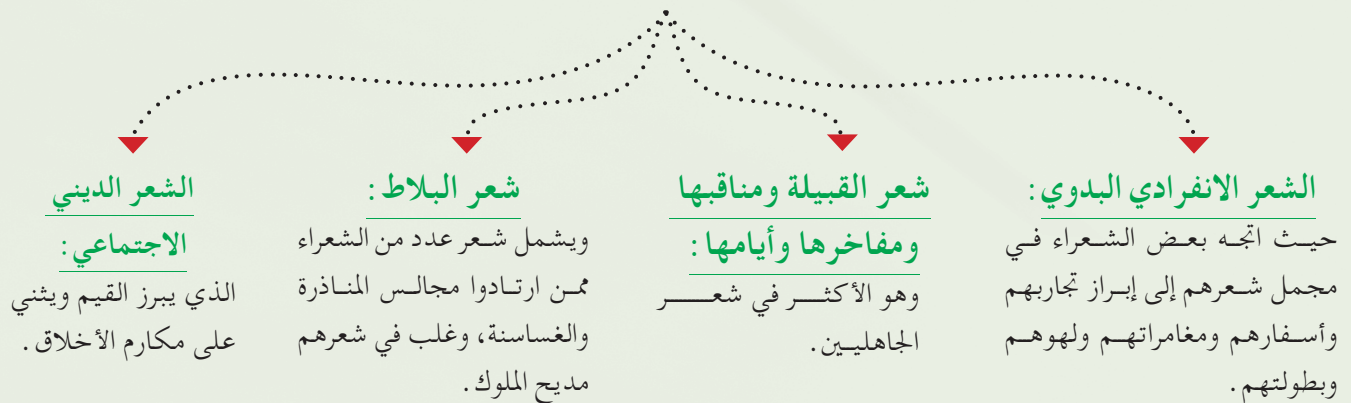 الشعر الانفرادي البدوي:
حيث اتجه بعض الشعراء في
مجمل شعرهم إلى إبراز تجاربهم
وأسفارهم ومغامراتهم ولهوهم
وبطولتهم.
شعر القبيلة ومناقبها
ومفاخرها وأيامها:
وهو الأكثر في شعر
الجاهليين.
شعر البلاط:
ويشمل شعر عدد من الشعراء
ممن ارتادوا مجالس المناذرة
والغساسنة، وغلب في شعرهم
مديح الملوك.
الشعر الديني
الاجتماعي:
الذي يبرز القيم ويثني
على مكارم الأخلاق.